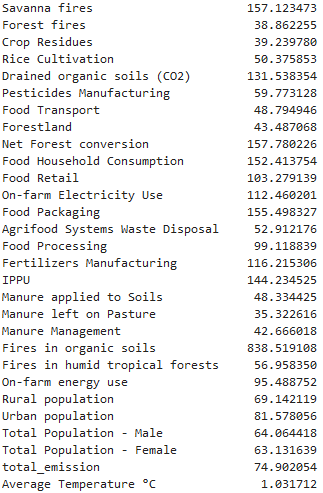 Savanna fires 157.123473
Forest fires 38.862255
Crop Residues 39.239780
Rice Cultivation 50.375853
Drained organic soils (CO2) 131.538354
Pesticides Manufacturing 59.773128
Food Transport 48.794946
Forestland 43.487068
Net Forest conversion 157.780226
Food Household Consumption 152.413754
Food Retail 103.279139
On-farm Electricity Use 112.460201
Food Packaging 155.498327
Agrifood Systems Waste Disposal 52.912176
Food Processing 99.118839
Fertilizers Manufacturing 116.215306
IPPU 144.234525
Manure applied to Soils 48.334425
Manure left on Pasture 35.322616
Manure Management 42.666018
Fires in organic soils 838.519108
Fires in humid tropical forests 56.958350
On-farm energy use 95.488752
Rural population 69.142119
Urban population 81.578056
Total Population - Male 64.064418
Total Population - Female 63.131639
total_emission 74.902054
Average Temperature °C 1.031712